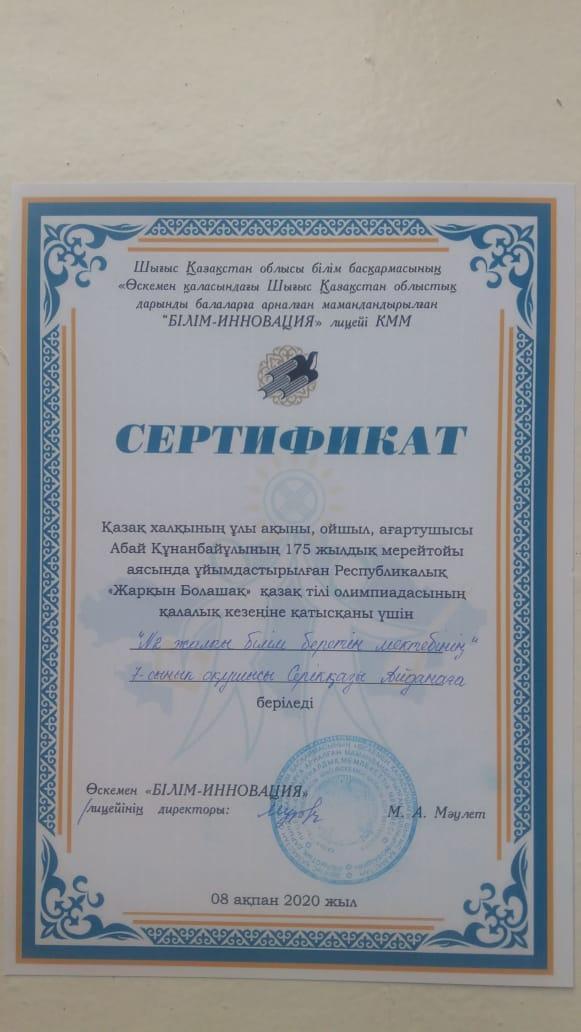 Шығыс Қазақстан облысы білім басқармасының
«Өскемен қаласындағы Шығыс Қазақстан облыстық
дарынды балаларға арналған мамандандырылған
"БІЛІМ-ИННОВАЦИЯ» лицейі КММ
СЕРТИФИКАТ
Қазақ халқының ұлы ақыны, ойшыл, ағартушысы
Абай Құнанбайұлының 175 жылдық мерейтойы
аясында ұйымдастырылған Республикалық
«Жарқын Болашақ» қазақ тілі олимпиадасының
қалалық кезеңіне қатысқаны үшін
"№2 жалпы білім беретін мектебінің"
7-сынып оқушысы Серікқазы Айданаға
беріледі
Өскемен «БІЛІМ-ИННОВАЦИЯ»
лицейінің директоры: М. А. Мәулет
08 ақпан 2020 жыл